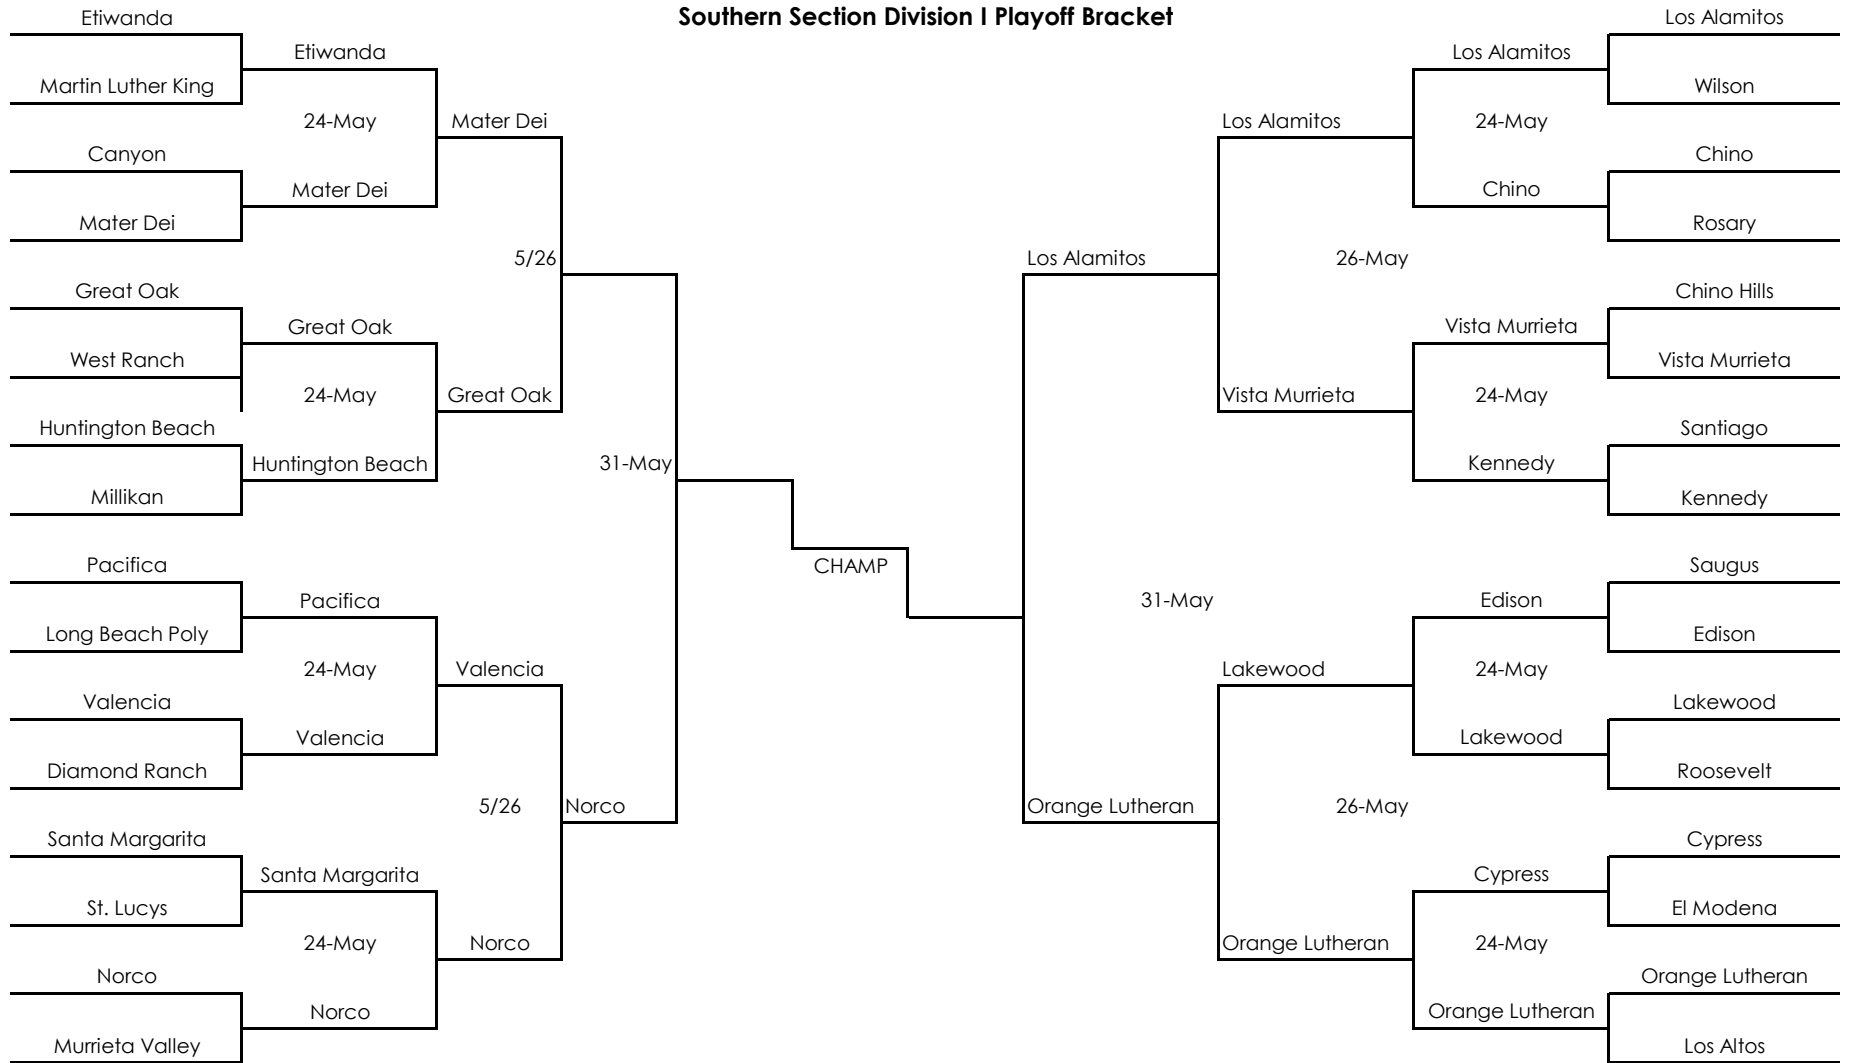 Southern Section Division I Playoff Bracket
Etiwanda
Martin Luther King
Canyon
Mater Dei
Great Oak
West Ranch
Huntington Beach
Millikan
Pacifica
Long Beach Poly
Valencia
Diamond Ranch
Santa Margarita
St. Lucys
Norco
Murrieta Valley
Etiwanda
24-May
Mater Dei
Great Oak
24-May
Huntington Beach
Pacifica
24-May
Valencia
Santa Margarita
24-May
Norco
Mater Dei
5/26
Great Oak
Valencia
5/26
Norco
31-May
Norco
CHAMP
Los Alamitos
31-May
Orange Lutheran
Los Alamitos
26-May
Vista Murrieta
Lakewood
26-May
Orange Lutheran
Los Alamitos
24-May
Chino
Vista Murrieta
24-May
Kennedy
Edison
24-May
Lakewood
Cypress
24-May
Orange Lutheran
Los Alamitos
Wilson
Chino
Rosary
Chino Hills
Vista Murrieta
Santiago
Kennedy
Saugus
Edison
Lakewood
Roosevelt
Cypress
El Modena
Orange Lutheran
Los Altos